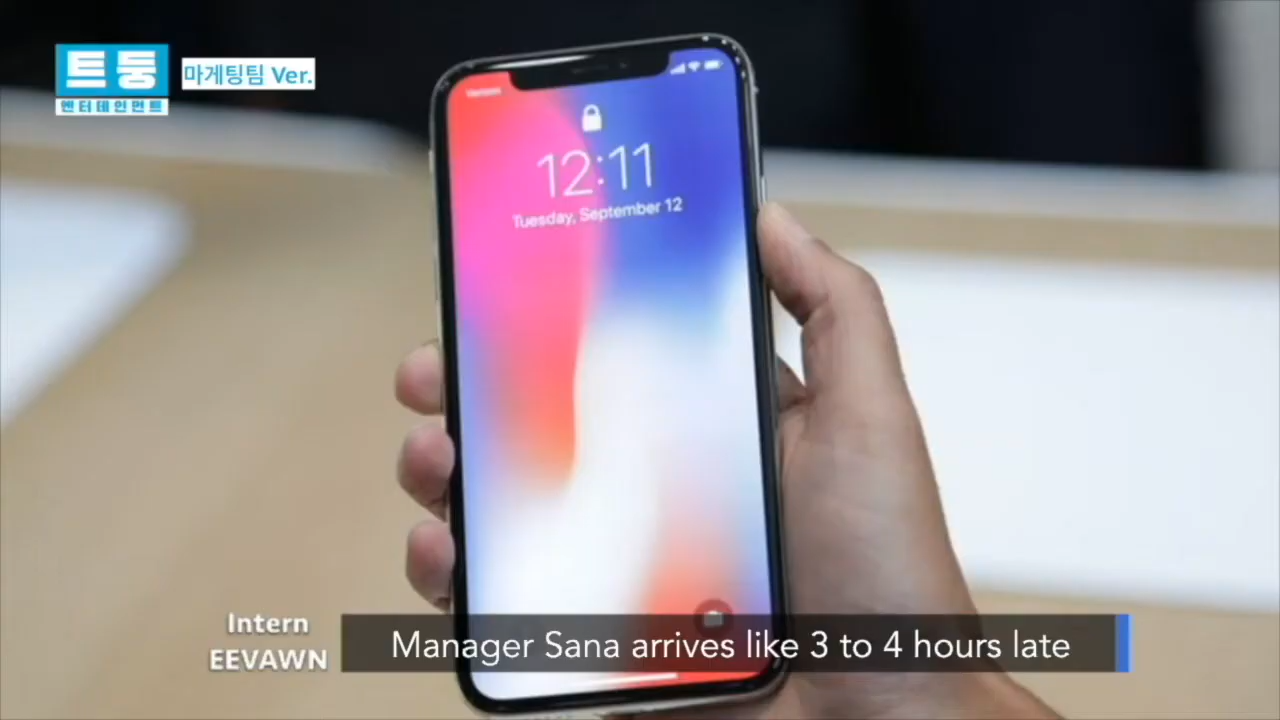 트둥
엔터테인먼트
마게팅팀 Ver.
Verizon
12:11
Tuesday, September 12
Intern
EEVAWN
Manager Sana arrives like 3 to 4 hours late